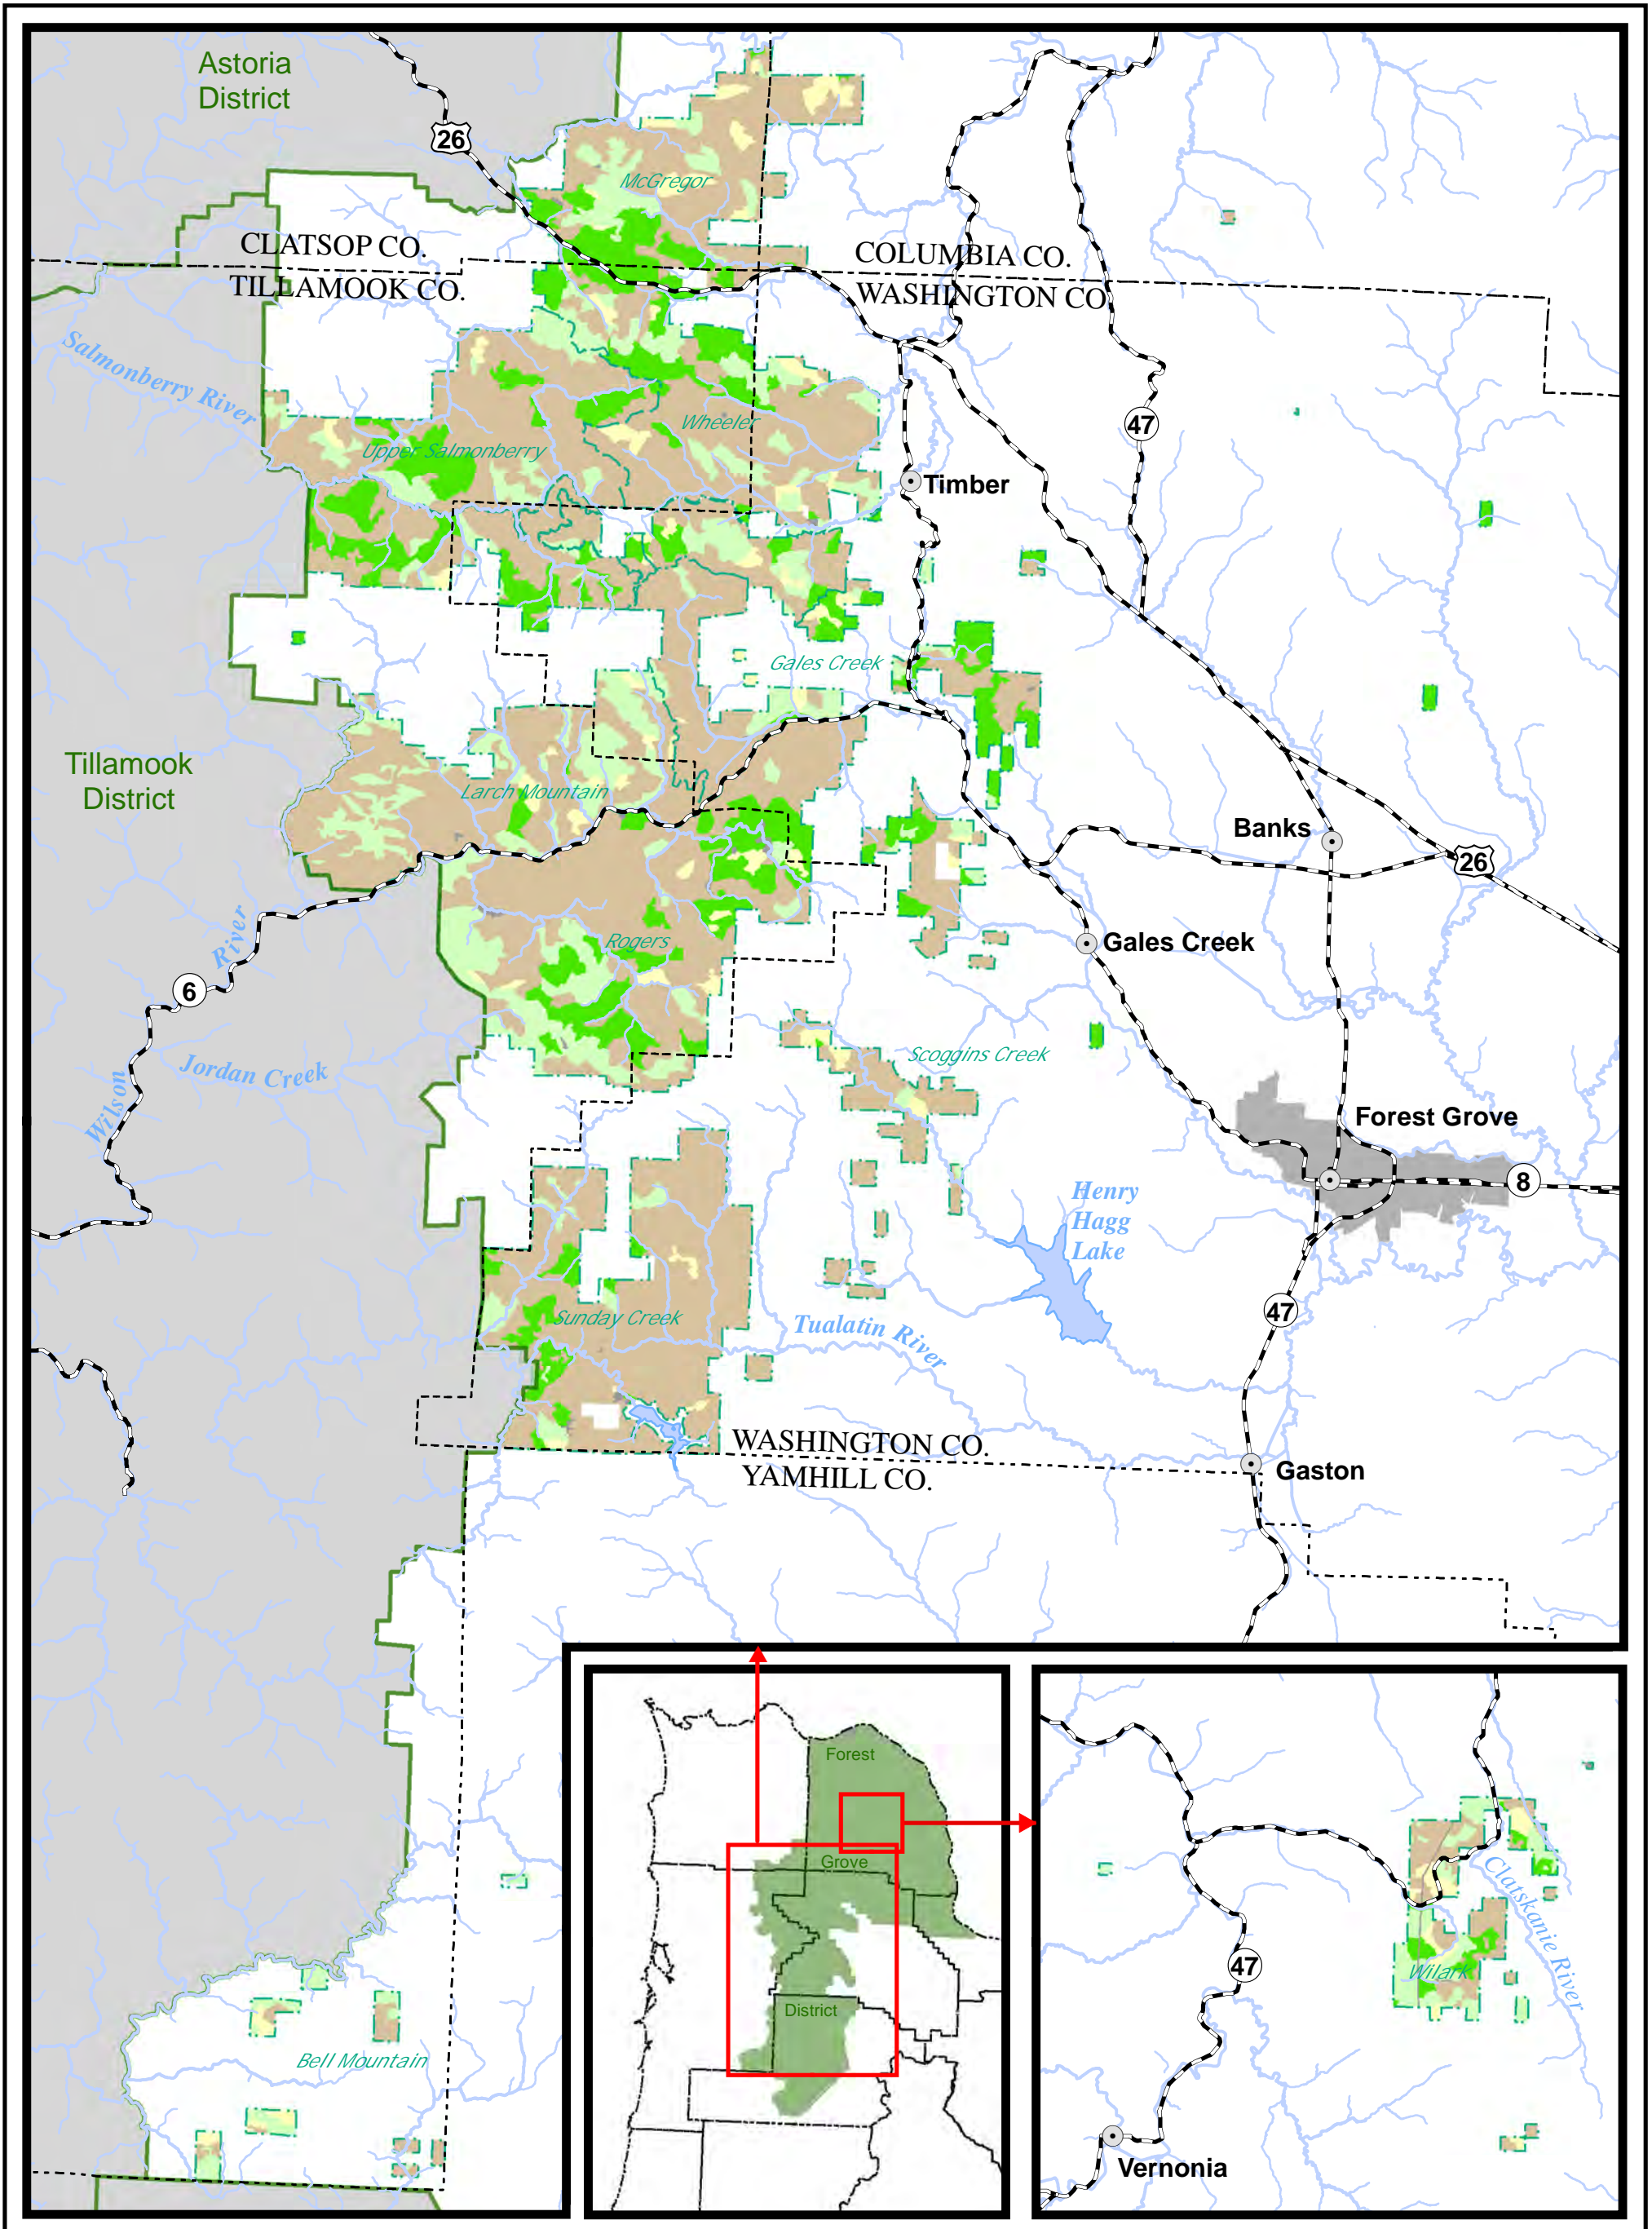 Astoria
District
26
McGregor
CLATSOP CO.
COLUMBIA CO.
TILLAMOOK CO.
WASHINGTON CO.
Salmonberry River
47
Wheeler
Upper Salmonberry
Timber
Gales Creek
Tillamook
District
Larch Mountain
Banks
26
Rogers
Gales Creek
River
6
Wilson
Jordan Creek
Scoggins Creek
Forest Grove
8
Henry
Hagg
Lake
47
Sunday Creek
Tualatin River
WASHINGTON CO.
YAMHILL CO.
Gaston
Bell Mountain
Forest
Grove
District
Clatskanie River
47
Wilark
Vernonia